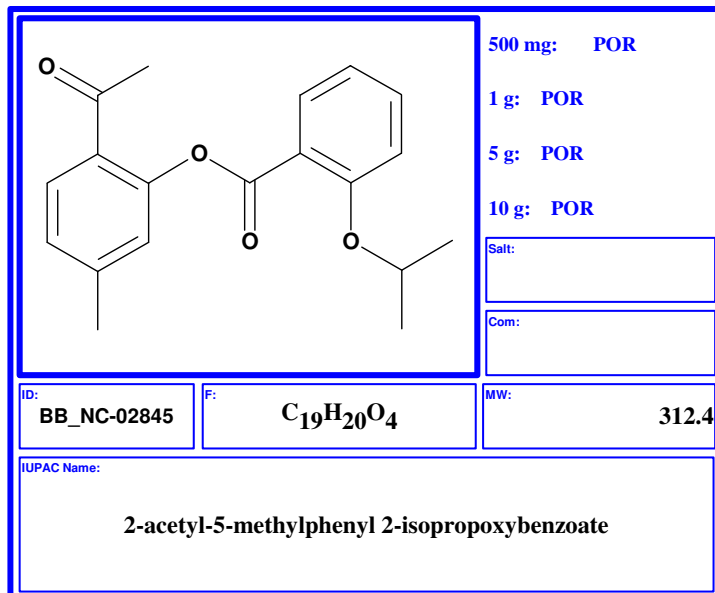 O
O
O
O
500 mg: POR
1 g: POR
5 g: POR
10 g: POR
Salt:
Com:
ID:
BB_NC-02845
F:
C19H20O4
MW:
312.4
IUPAC Name:
2-acetyl-5-methylphenyl 2-isopropoxybenzoate